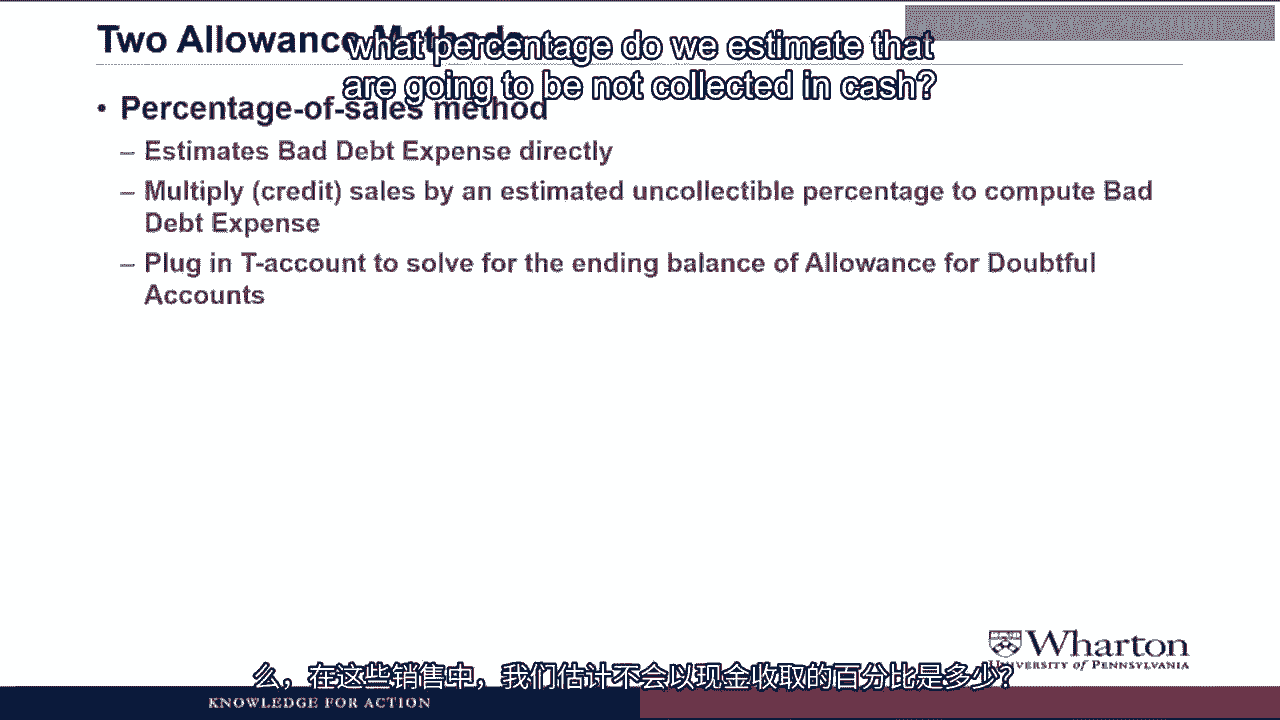 Two Allowance Methods
what percentage do we estimate that
are going to be not collected in cash?
• Percentage-of-sales method
– Estimates Bad Debt Expense directly
– Multiply (credit) sales by an estimated uncollectible percentage to compute Bad
Debt Expense
– Plug in T-account to solve for the ending balance of Allowance for Doubtful
Accounts
Wharton
UNIVERSITY of PENNSYLVANIA
么，在这些销售中，我们估计不会以现金收取的百分比是多少？
KNOWLEDGE FOR ACTION